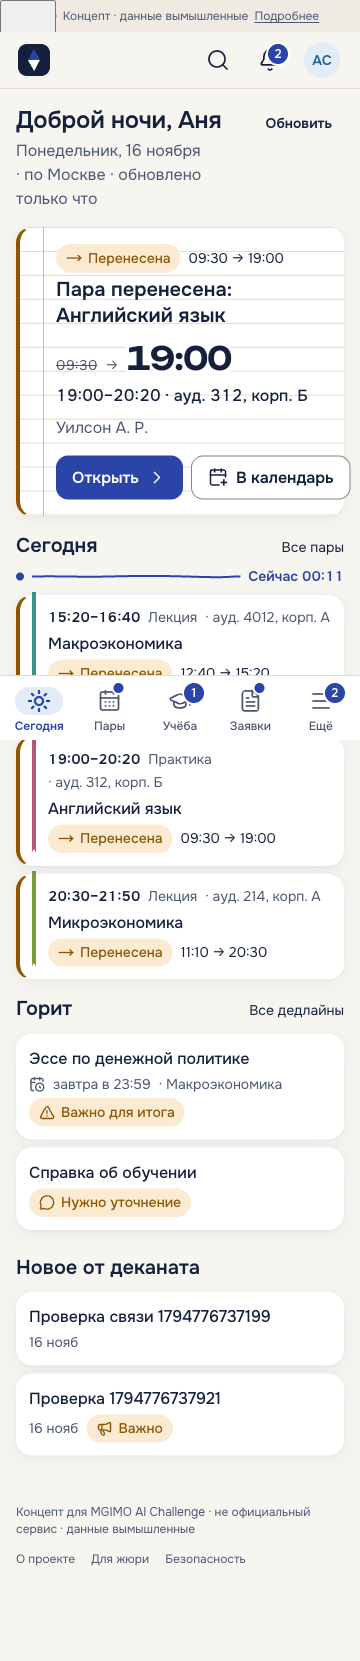 Концепт · данные вымышленные Подробнее
2
АС
Доброй ночи, Аня
Обновить
Понедельник, 16 ноября
· по Москве · обновлено
только что
Перенесена 09:30 → 19:00
Пара перенесена:
Английский язык
09:30 → 19:00
19:00–20:20 · ауд. 312, корп. Б
Уилсон А. Р.
Открыть
В календарь
Сегодня
Все пары
Сейчас 00:11
15:20–16:40 Лекция · ауд. 4012, корп. А
Макроэкономика
Перенесена 12:40 → 15:20
1
2
Сегодня Пары Учёба Заявки Ещё
19:00–20:20 Практика
· ауд. 312, корп. Б
Английский язык
Перенесена 09:30 → 19:00
20:30–21:50 Лекция · ауд. 214, корп. А
Микроэкономика
Перенесена 11:10 → 20:30
Горит
Все дедлайны
Эссе по денежной политике
завтра в 23:59 · Макроэкономика
Важно для итога
Справка об обучении
Нужно уточнение
Новое от деканата
Проверка связи 1794776737199
16 нояб
Проверка 1794776737921
16 нояб Важно
Концепт для MGIMO AI Challenge · не официальный
сервис · данные вымышленные
О проекте Для жюри Безопасность